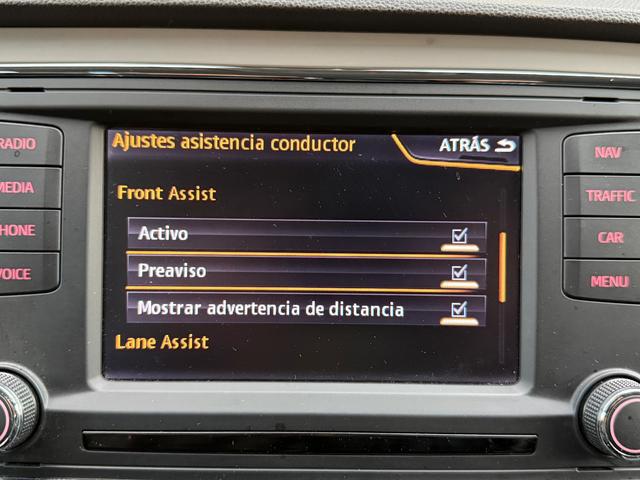 Ajustes asistencia conductor
ATRÁS
Front Assist
Activo
Preaviso
Mostrar advertencia de distancia
Lane Assist
RADIO
MEDIA
PHONE
VOICE
NAV
TRAFFIC
CAR
MENU